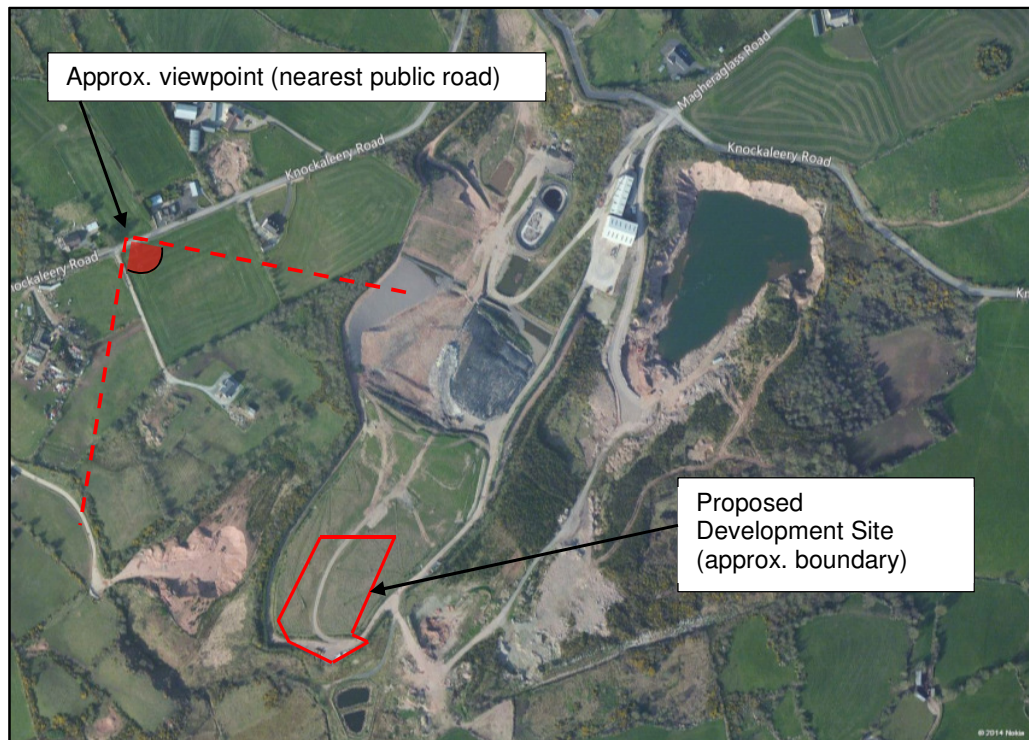 Approx. viewpoint (nearest public road)
Magheraglass Road
Knockaleery Road
Knockaleery Road
nockaleery Road
Kn
Proposed
Development Site
(approx. boundary)
© 2014 Nokia